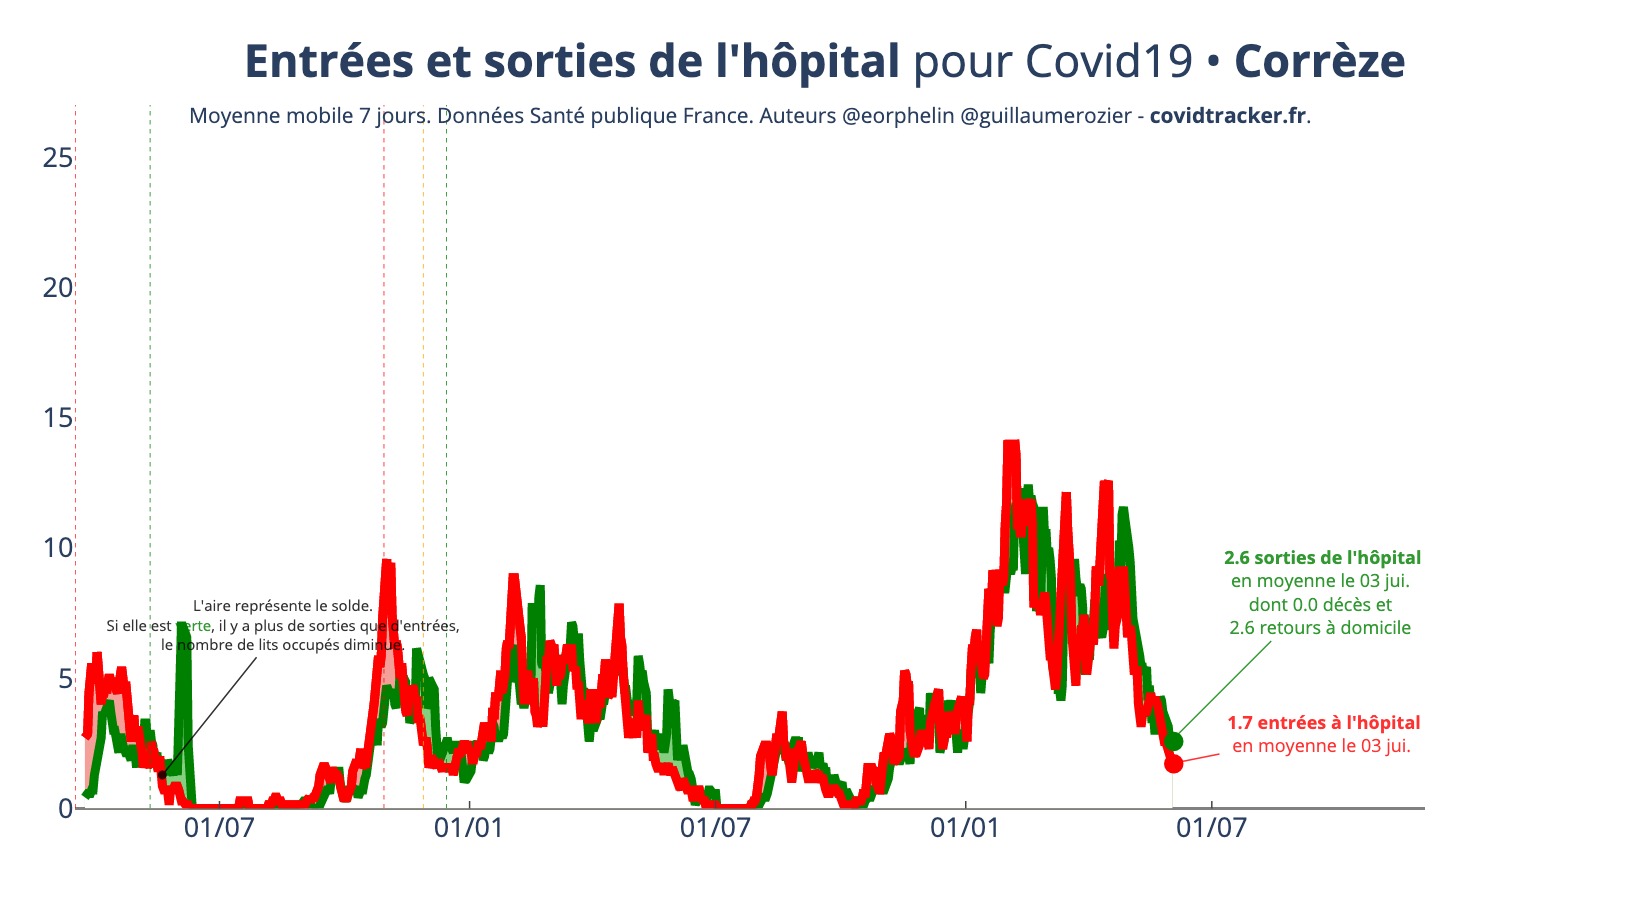 Entrées et sorties de l'hôpital pour Covid19 • Corrèze
Moyenne mobile 7 jours. Données Santé publique France. Auteurs @eorphelin @guillaumerozier - covidtracker.fr.
25
20
15
10
5
0
L'aire représente le solde.
Si elle est verte, il y a plus de sorties que d'entrées,
le nombre de lits occupés diminue.
2.6 sorties de l'hôpital
en moyenne le 03 jui.
dont 0.0 décès et
2.6 retours à domicile
1.7 entrées à l'hôpital
en moyenne le 03 jui.
01/07
01/01
01/07
01/01
01/07